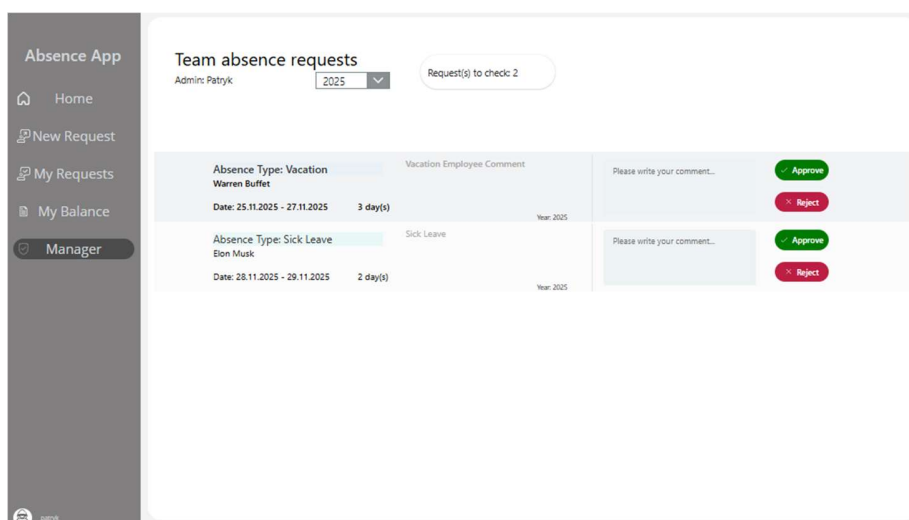 Absence App
Home
New Request
My Requests
My Balance
Manager
Team absence requests
Admin: Patryk
2025
Request(s) to check: 2
Absence Type: Vacation
Warren Buffet
Date: 25.11.2025 - 27.11.2025 3 day(s)
Vacation Employee Comment
Year: 2025
Please write your comment...
Approve
Reject
Absence Type: Sick Leave
Elon Musk
Date: 28.11.2025 - 29.11.2025 2 day(s)
Sick Leave
Year: 2025
Please write your comment...
Approve
Reject